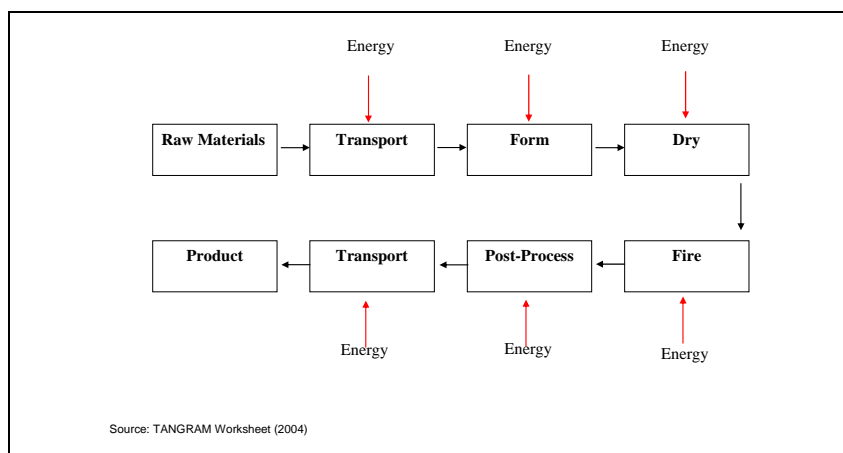 Energy Energy Energy
Raw Materials Transport Form Dry
Product Transport Post-Process Fire
Energy Energy Energy
Source: TANGRAM Worksheet (2004)